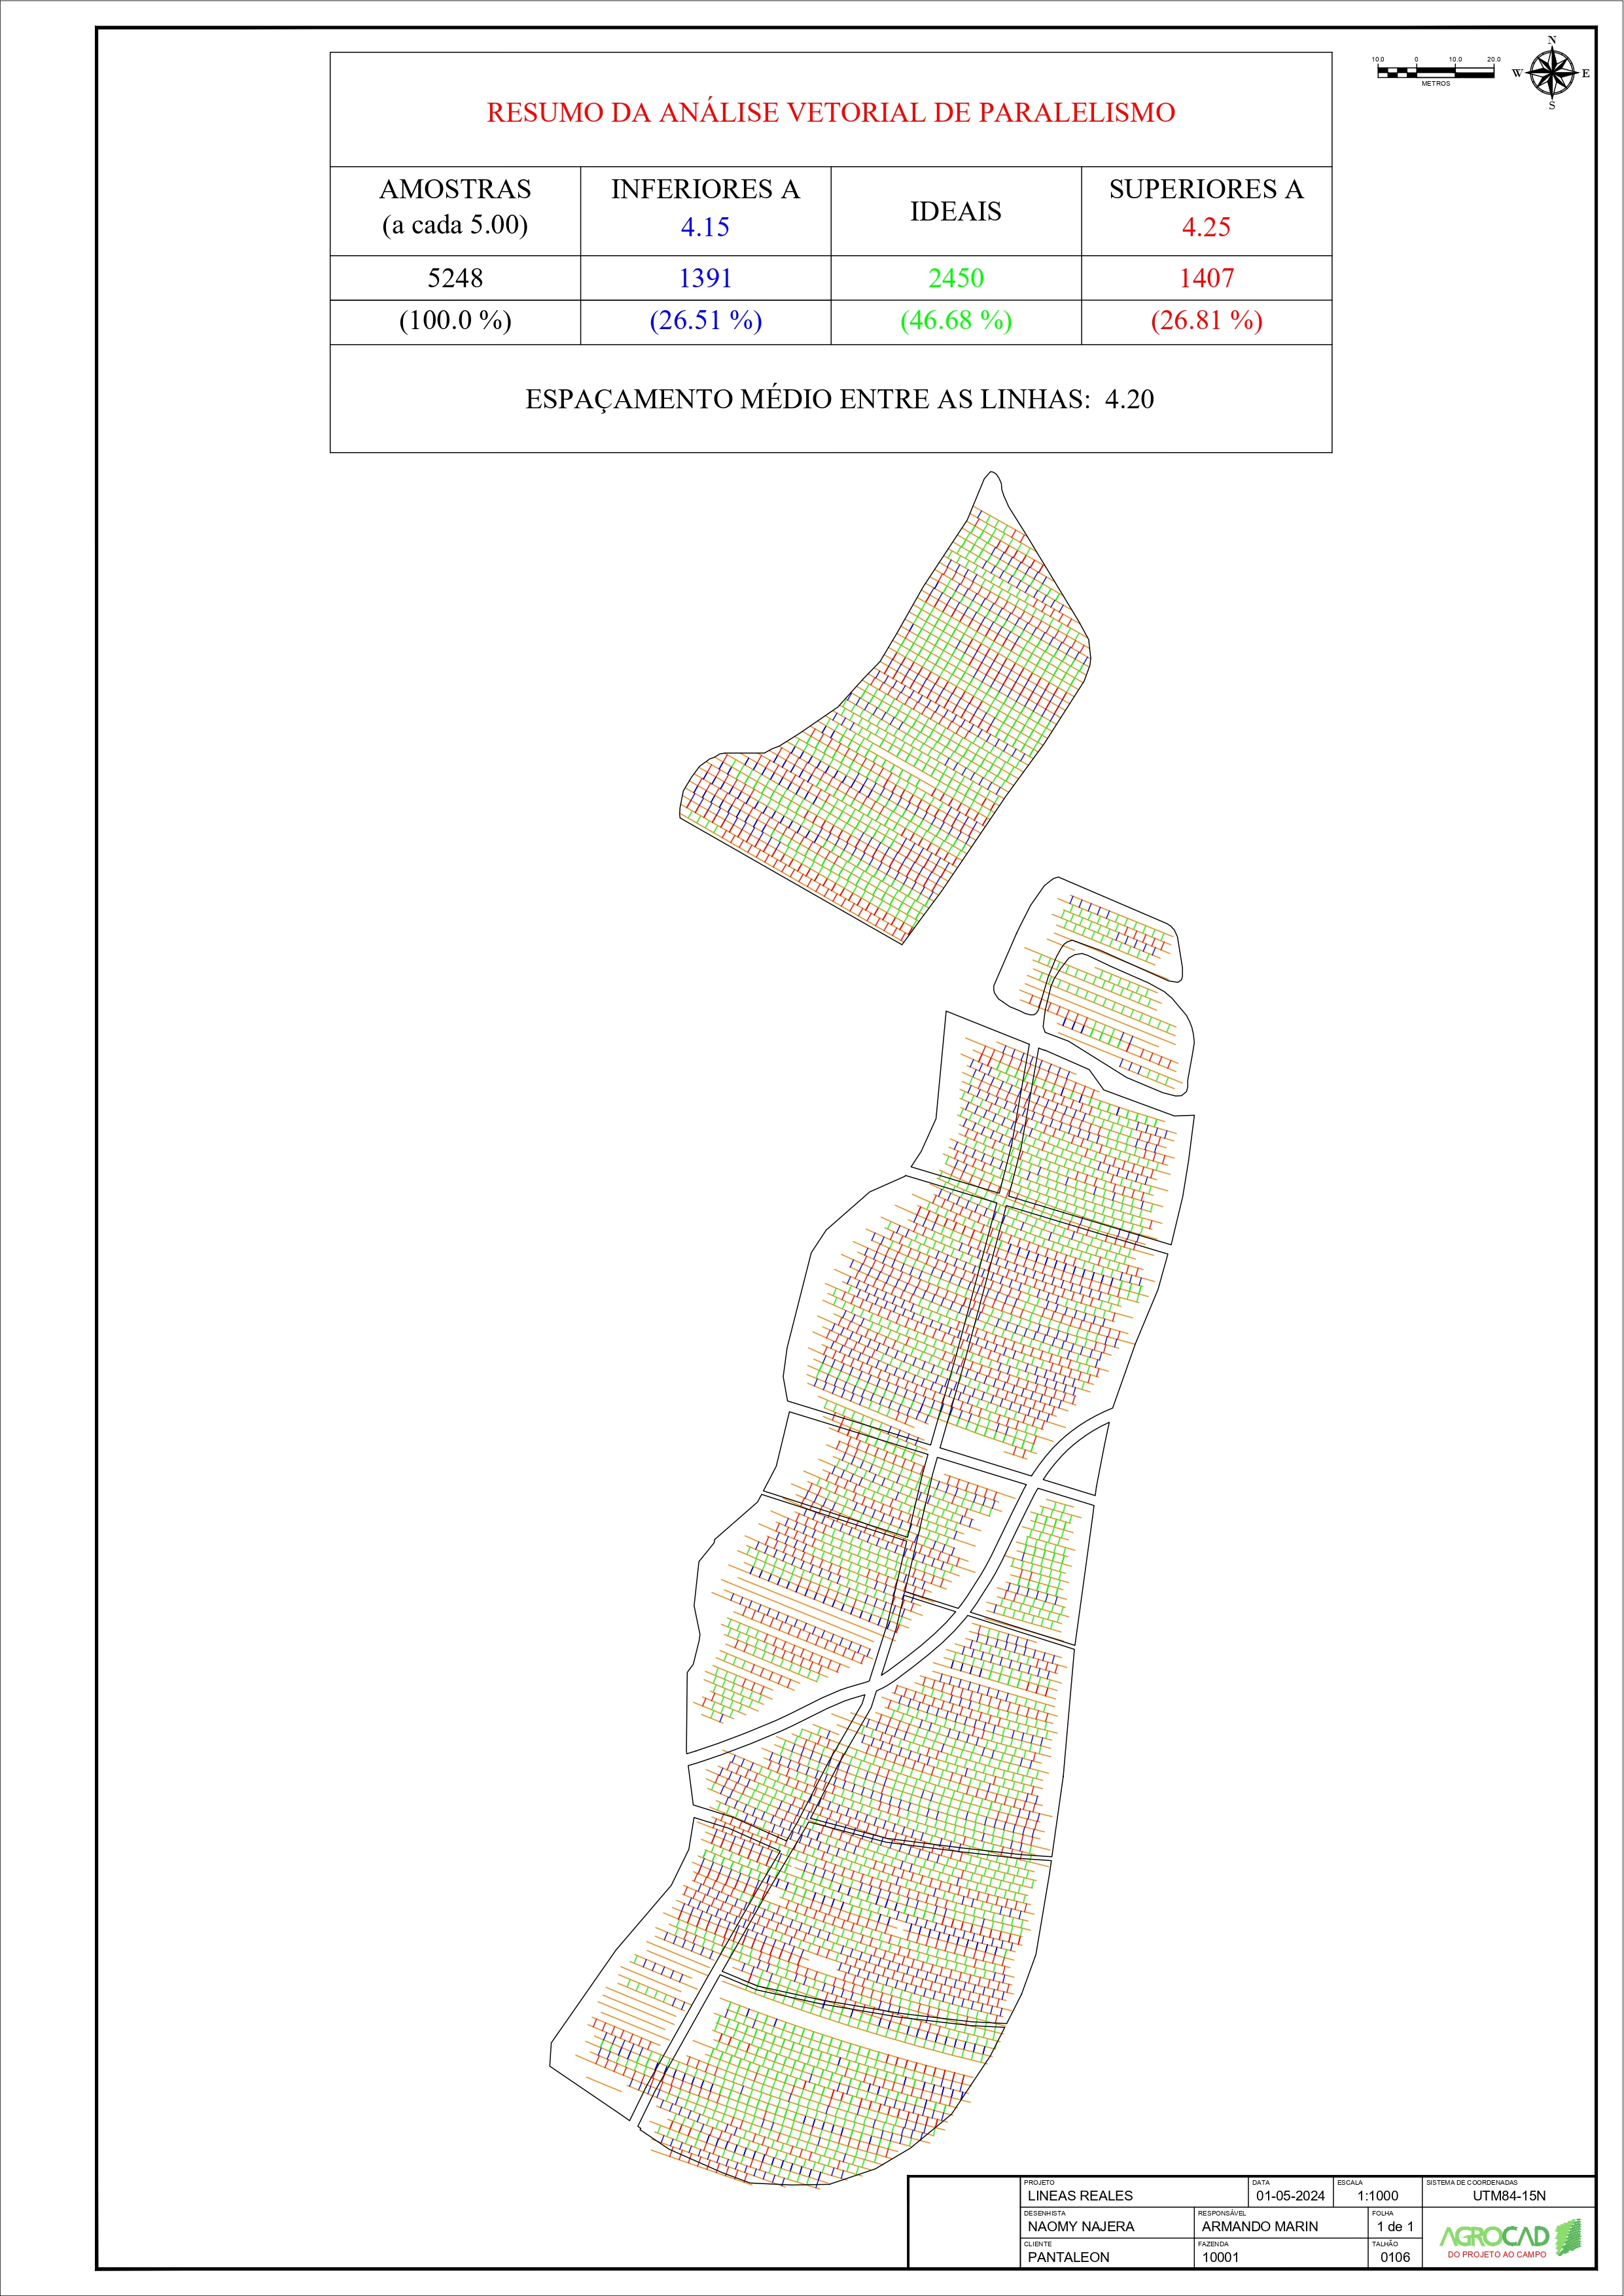 10.0 0 10.0 20.0
METROS
N
W E
S
RESUMO DA ANÁLISE VETORIAL DE PARALELISMO
AMOSTRAS
(a cada 5.00)
INFERIORES A
4.15
IDEAIS
SUPERIORES A
4.25
5248 1391 2450 1407
(100.0 %) (26.51 %) (46.68 %) (26.81 %)
ESPAÇAMENTO MÉDIO ENTRE AS LINHAS: 4.20
PROJETO DATA ESCALA SISTEMA DE COORDENADAS
LINEAS REALES 01-05-2024 1:1000 UTM84-15N
DESENHISTA RESPONSÁVEL FOLHA
NAOMY NAJERA ARMANDO MARIN 1 de 1
CLIENTE FAZENDA TALHÃO
PANTALEON 10001 0106
AGROCAD
DO PROJETO AO CAMPO